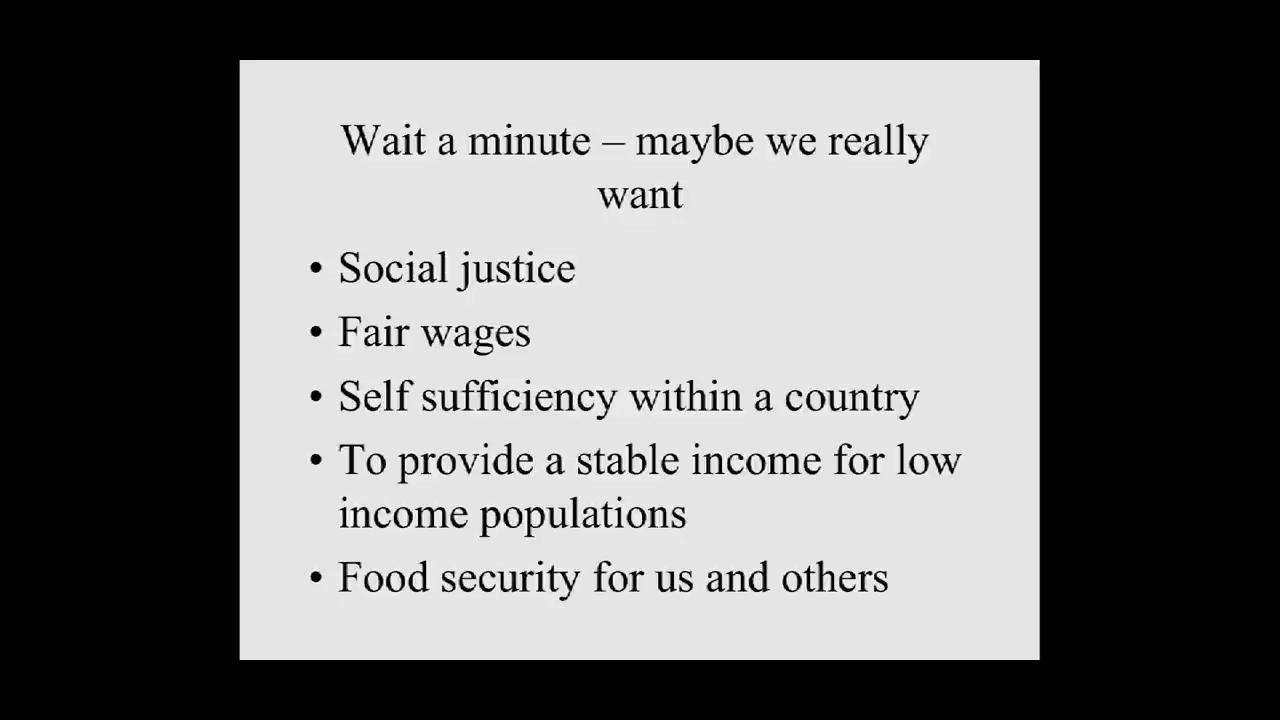 Wait a minute – maybe we really
want
• Social justice
• Fair wages
• Self sufficiency within a country
• To provide a stable income for low
income populations
• Food security for us and others